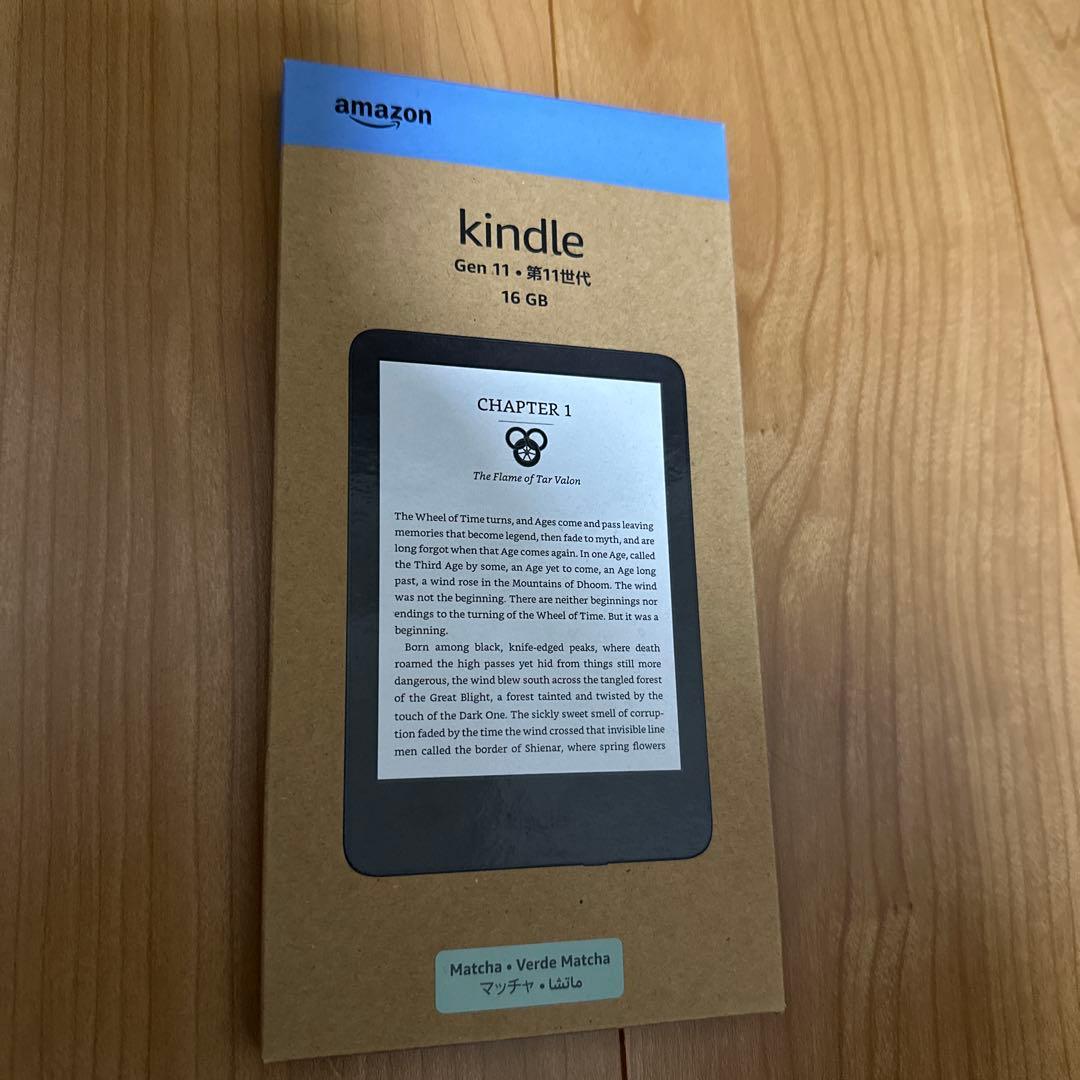 amazon
kindle
Gen 11 • 第11世代
16 GB
CHAPTER 1
The Flame of Tar Valon
The Wheel of Time turns, and Ages come and pass leaving
memories that become legend, then fade to myth, and are
long forgot when that Age comes again. In one Age, called
the Third Age by some, an Age yet to come, an Age long
past, a wind rose in the Mountains of Dhoom. The wind
was not the beginning. There are neither beginnings nor
endings to the turning of the Wheel of Time. But it was a
beginning.
Born among black, knife-edged peaks, where death
roamed the high passes yet hid from things still more
dangerous, the wind blew south across the tangled forest
of the Great Blight, a forest tainted and twisted by the
touch of the Dark One. The sickly sweet smell of corrup-
tion faded by the time the wind crossed that invisible line
men called the border of Shienar, where spring flowers
Matcha • Verde Matcha
マッチャ • ماتشا